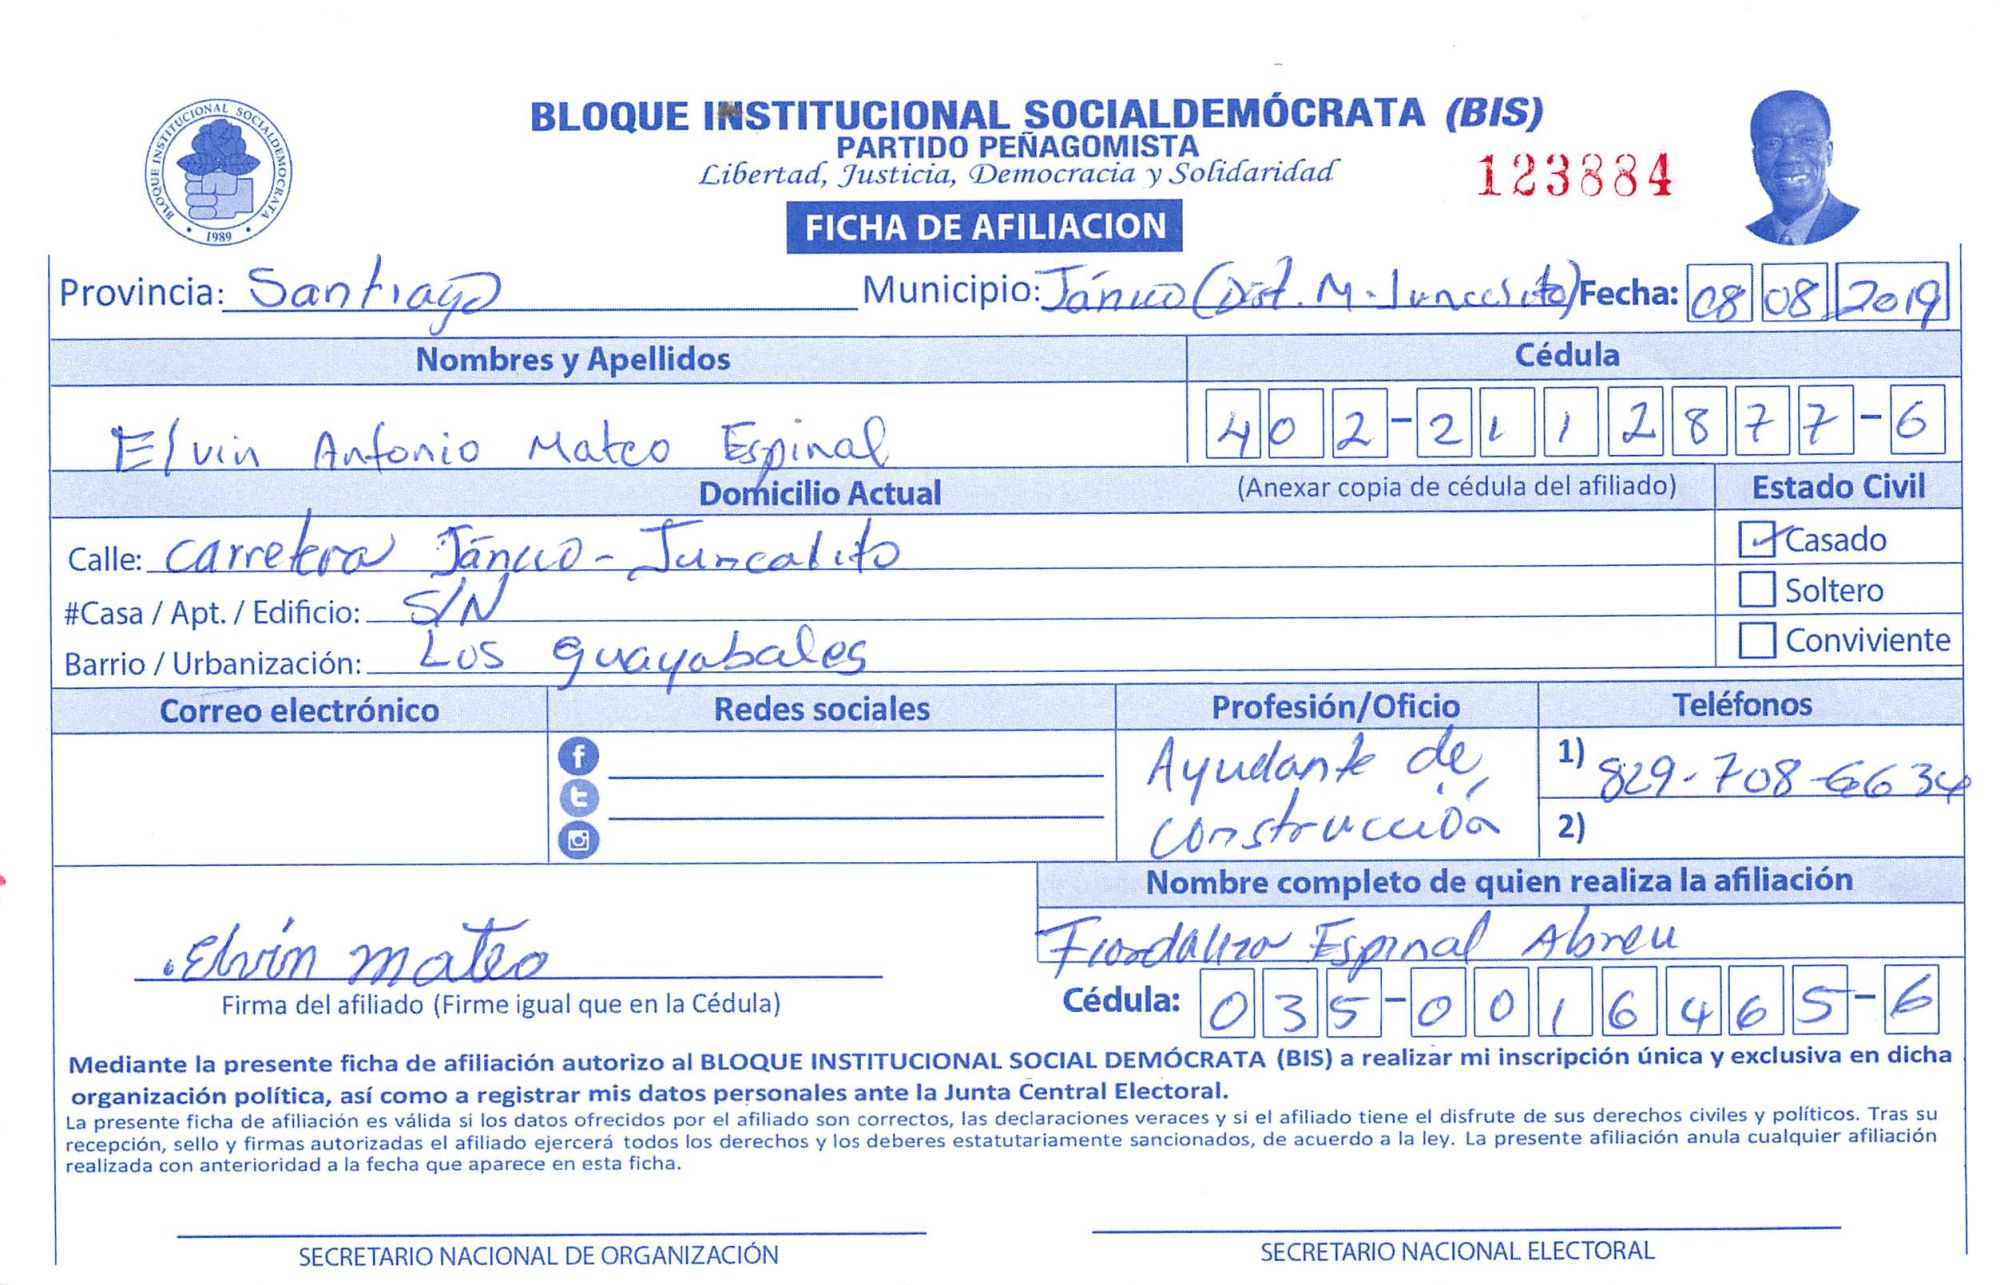 BLOQUE INSTITUCIONAL SOCIALDEMOCRATA
1989
BLOQUE INSTITUCIONAL SOCIALDEMÓCRATA (BIS)
PARTIDO PEÑAGOMISTA
Libertad, Justicia, Democracia y Solidaridad
123884
FICHA DE AFILIACION
Provincia: Santiago Municipio: Jánico (Dist. M. Juncalito) Fecha: 08 08 2019
Nombres y Apellidos Cédula
Elvin Antonio Mateo Espinal 402-2112877-6
Domicilio Actual (Anexar copia de cédula del afiliado) Estado Civil
Calle: Carretera Jánico - Juncalito Casado
#Casa / Apt. / Edificio: S/N Soltero
Barrio / Urbanización: Los guayabales Conviviente
Correo electrónico Redes sociales Profesión/Oficio Teléfonos
Ayudante de 1) 829-708-6634
construcción 2)
Nombre completo de quien realiza la afiliación
Elvin mateo Fiordaliza Espinal Abreu
Firma del afiliado (Firme igual que en la Cédula) Cédula: 035-0016465-6
Mediante la presente ficha de afiliación autorizo al BLOQUE INSTITUCIONAL SOCIAL DEMÓCRATA (BIS) a realizar mi inscripción única y exclusiva en dicha
organización política, así como a registrar mis datos personales ante la Junta Central Electoral.
La presente ficha de afiliación es válida si los datos ofrecidos por el afiliado son correctos, las declaraciones veraces y si el afiliado tiene el disfrute de sus derechos civiles y políticos. Tras su
recepción, sello y firmas autorizadas el afiliado ejercerá todos los derechos y los deberes estatutariamente sancionados, de acuerdo a la ley. La presente afiliación anula cualquier afiliación
realizada con anterioridad a la fecha que aparece en esta ficha.
SECRETARIO NACIONAL DE ORGANIZACIÓN SECRETARIO NACIONAL ELECTORAL